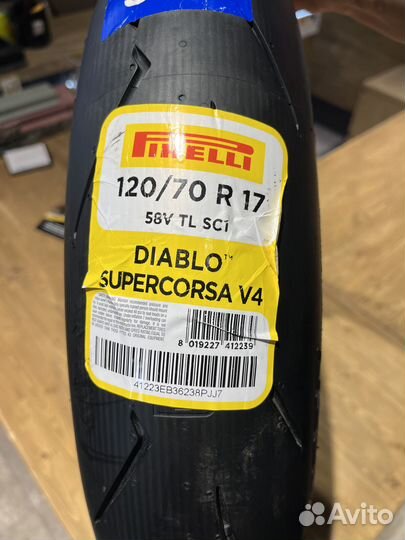 PIRELLI
120/70 R 17
58V TL SC1
DIABLO™
SUPERCORSA V4
8 019227 412239
41223EB36238PJJ7
Avito